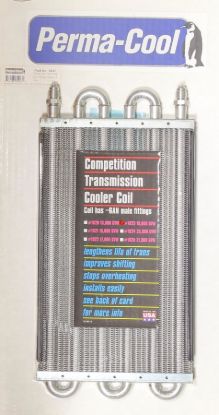 Perma-Cool
Competition
Transmission
Cooler Coil
Coil has -6AN male fittings
lengthens life of trans
improves shifting
stops overheating
installs easily
see back of card
for more info
USA